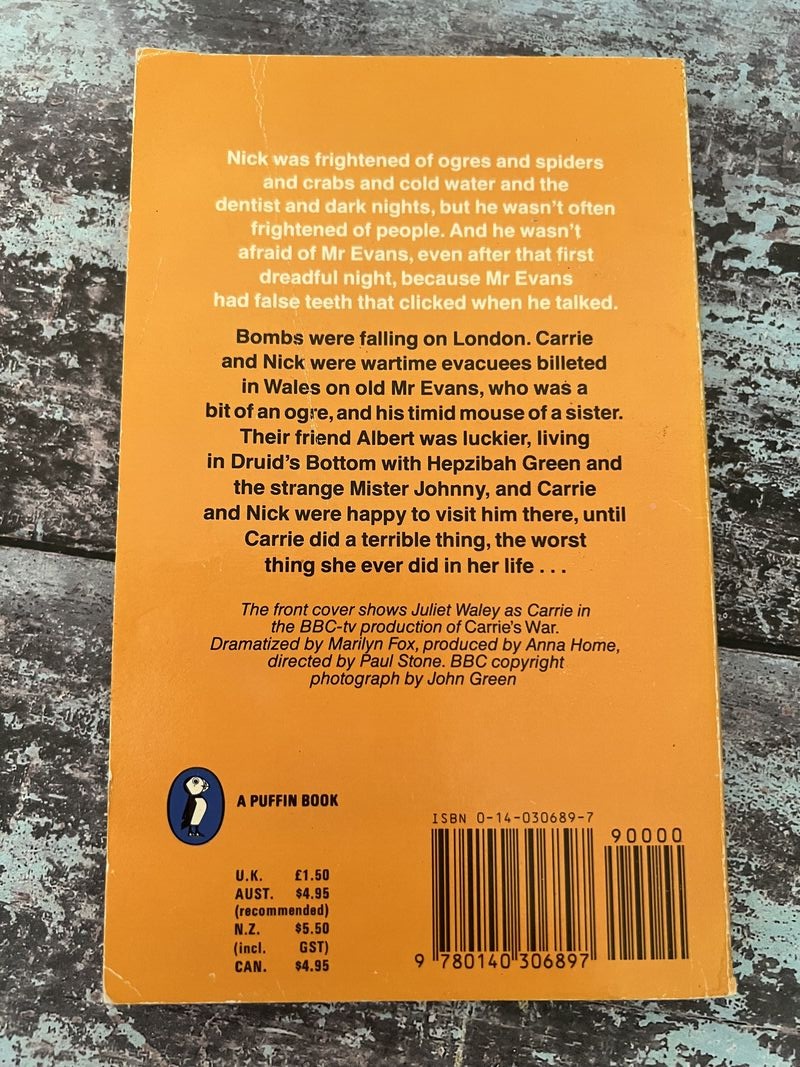 Nick was frightened of ogres and spiders
and crabs and cold water and the
dentist and dark nights, but he wasn't often
frightened of people. And he wasn't
afraid of Mr Evans, even after that first
dreadful night, because Mr Evans
had false teeth that clicked when he talked.
Bombs were falling on London. Carrie
and Nick were wartime evacuees billeted
in Wales on old Mr Evans, who was a
bit of an ogre, and his timid mouse of a sister.
Their friend Albert was luckier, living
in Druid's Bottom with Hepzibah Green and
the strange Mister Johnny, and Carrie
and Nick were happy to visit him there, until
Carrie did a terrible thing, the worst
thing she ever did in her life . . .
The front cover shows Juliet Waley as Carrie in
the BBC-tv production of Carrie's War.
Dramatized by Marilyn Fox, produced by Anna Home,
directed by Paul Stone. BBC copyright
photograph by John Green
A PUFFIN BOOK
U.K. £1.50
AUST. $4.95
(recommended)
N.Z. $5.50
(incl. GST)
CAN. $4.95
ISBN 0-14-030689-7
90000
9 780140 306897